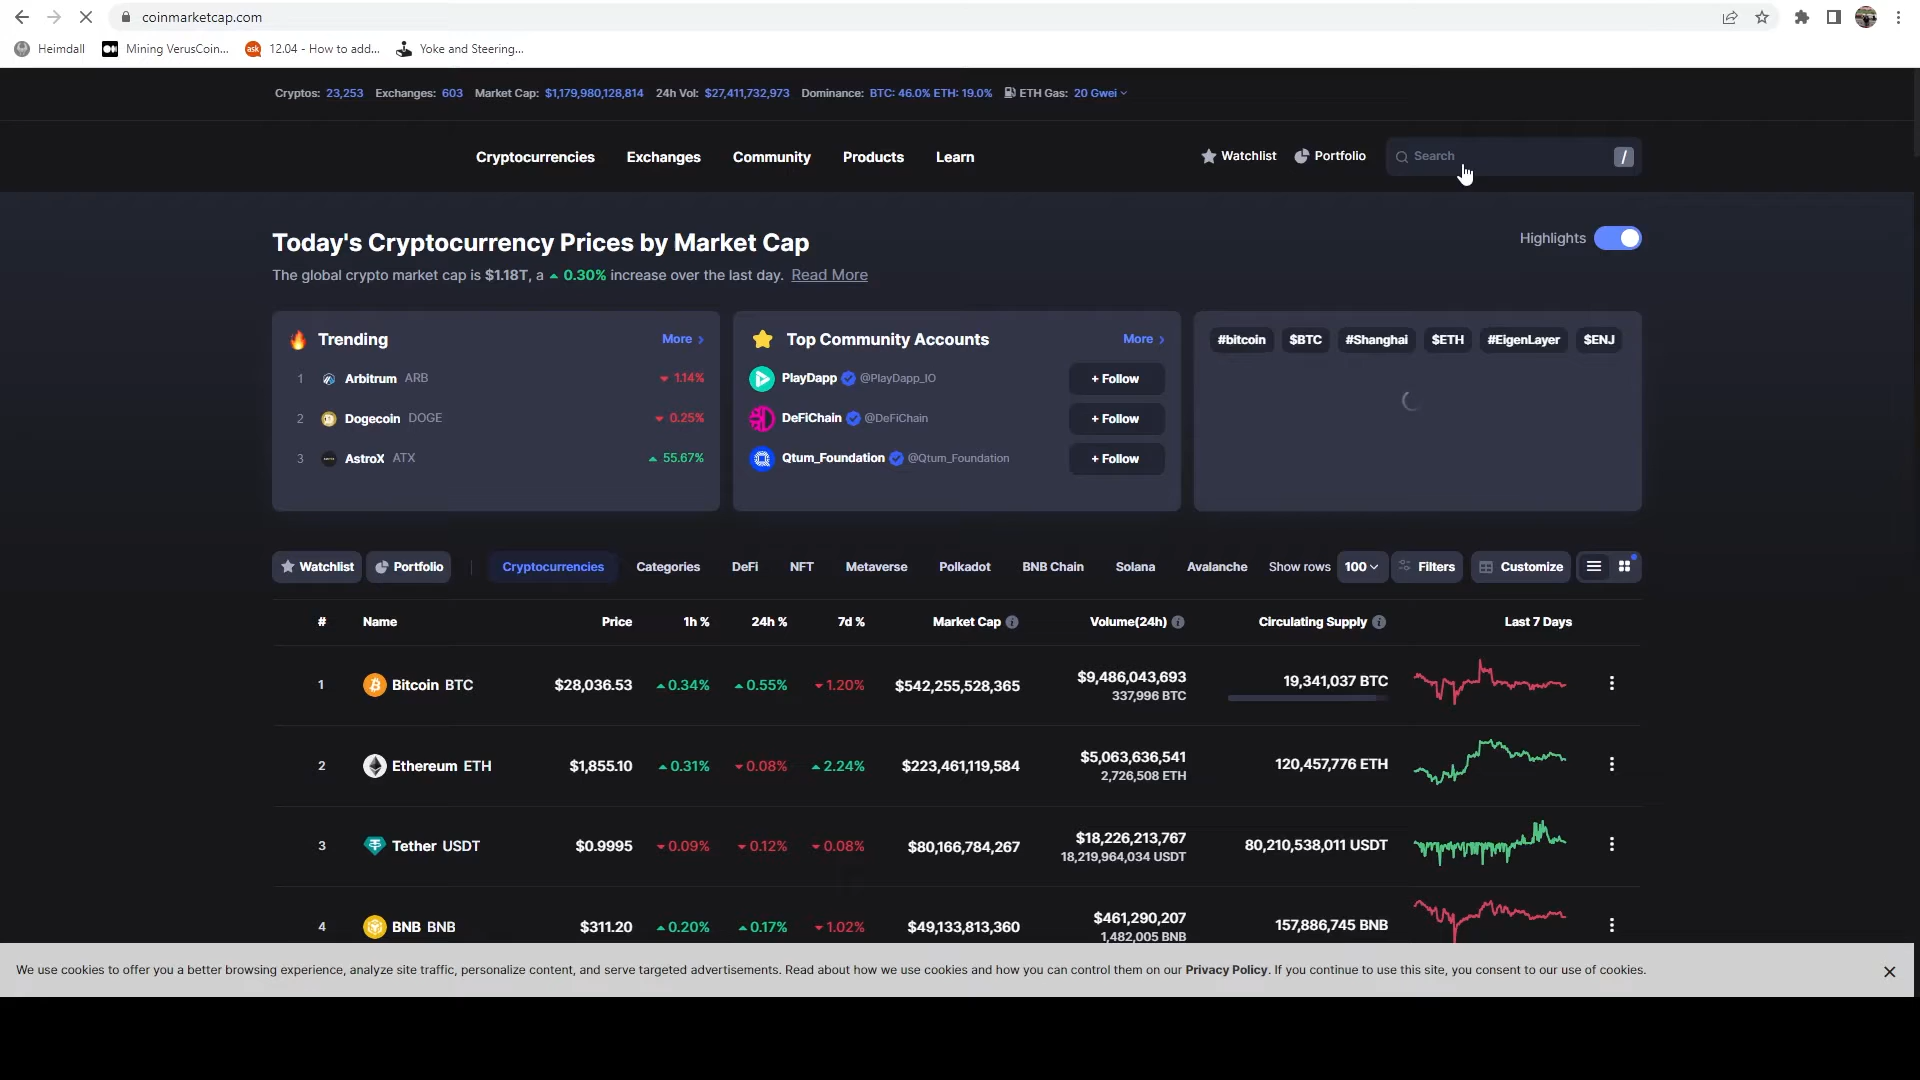 coinmarketcap.com
Heimdall Mining VerusCoin... ask 12.04 - How to add... Yoke and Steering...
Cryptos: 23,253 Exchanges: 603 Market Cap: $1,179,980,128,814 24h Vol: $27,411,732,973 Dominance: BTC: 46.0% ETH: 19.0% ETH Gas: 20 Gwei
Cryptocurrencies Exchanges Community Products Learn Watchlist Portfolio Search /
Today's Cryptocurrency Prices by Market Cap
Highlights
The global crypto market cap is $1.18T, a 0.30% increase over the last day. Read More
Trending More
1 Arbitrum ARB 1.14%
2 Dogecoin DOGE 0.25%
3 AstroX ATX 55.67%
Top Community Accounts More
PlayDapp @PlayDapp_IO + Follow
DeFiChain @DeFiChain + Follow
Qtum_Foundation @Qtum_Foundation + Follow
#bitcoin $BTC #Shanghai $ETH #EigenLayer $ENJ
Watchlist Portfolio Cryptocurrencies Categories DeFi NFT Metaverse Polkadot BNB Chain Solana Avalanche Show rows 100 Filters Customize
# Name Price 1h % 24h % 7d % Market Cap Volume(24h) Circulating Supply Last 7 Days
1 Bitcoin BTC $28,036.53 0.34% 0.55% 1.20% $542,255,528,365 $9,486,043,693 19,341,037 BTC
337,996 BTC
2 Ethereum ETH $1,855.10 0.31% 0.08% 2.24% $223,461,119,584 $5,063,636,541 120,457,776 ETH
2,726,508 ETH
3 Tether USDT $0.9995 0.09% 0.12% 0.08% $80,166,784,267 $18,226,213,767 80,210,538,011 USDT
18,219,964,034 USDT
4 BNB BNB $311.20 0.20% 0.17% 1.02% $49,133,813,360 $461,290,207 157,886,745 BNB
1,482,005 BNB
We use cookies to offer you a better browsing experience, analyze site traffic, personalize content, and serve targeted advertisements. Read about how we use cookies and how you can control them on our Privacy Policy. If you continue to use this site, you consent to our use of cookies.